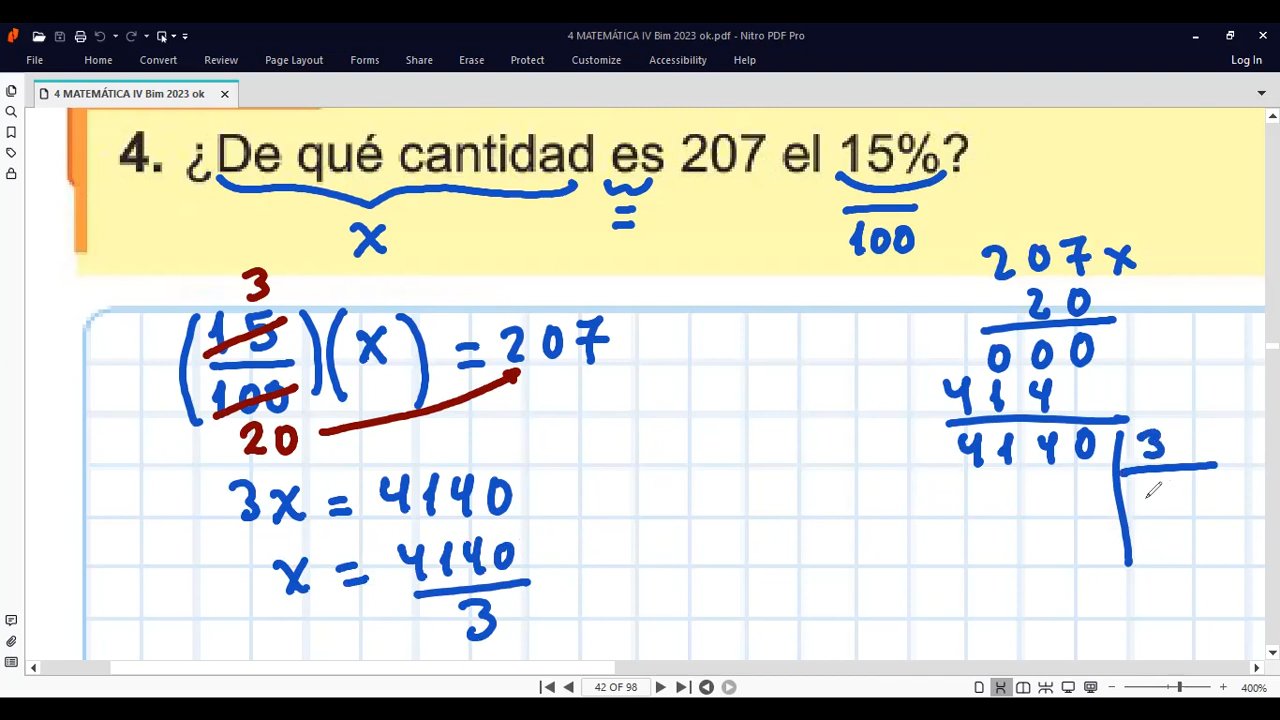 4 MATEMÁTICA IV Bim 2023 ok.pdf - Nitro PDF Pro
File Home Convert Review Page Layout Forms Share Erase Protect Customize Accessibility Help Log In
4 MATEMÁTICA IV Bim 2023 ok
4. ¿De qué cantidad es 207 el 15%?
x = 100
3
(15/100)(x) = 207
20
3x = 4140
x = 4140/3
207x
20
000
414
4140 3
42 OF 98
400%